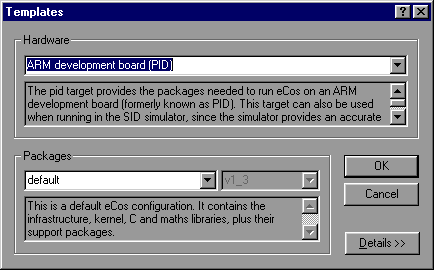 Templates
Hardware
ARM development board (PID)
The pid target provides the packages needed to run eCos on an ARM
development board (formerly known as PID). This target can also be used
when running in the SID simulator, since the simulator provides an accurate
Packages
default
v1_3
This is a default eCos configuration. It contains the
infrastructure, kernel, C and maths libraries, plus their
support packages.
OK
Cancel
Details >>